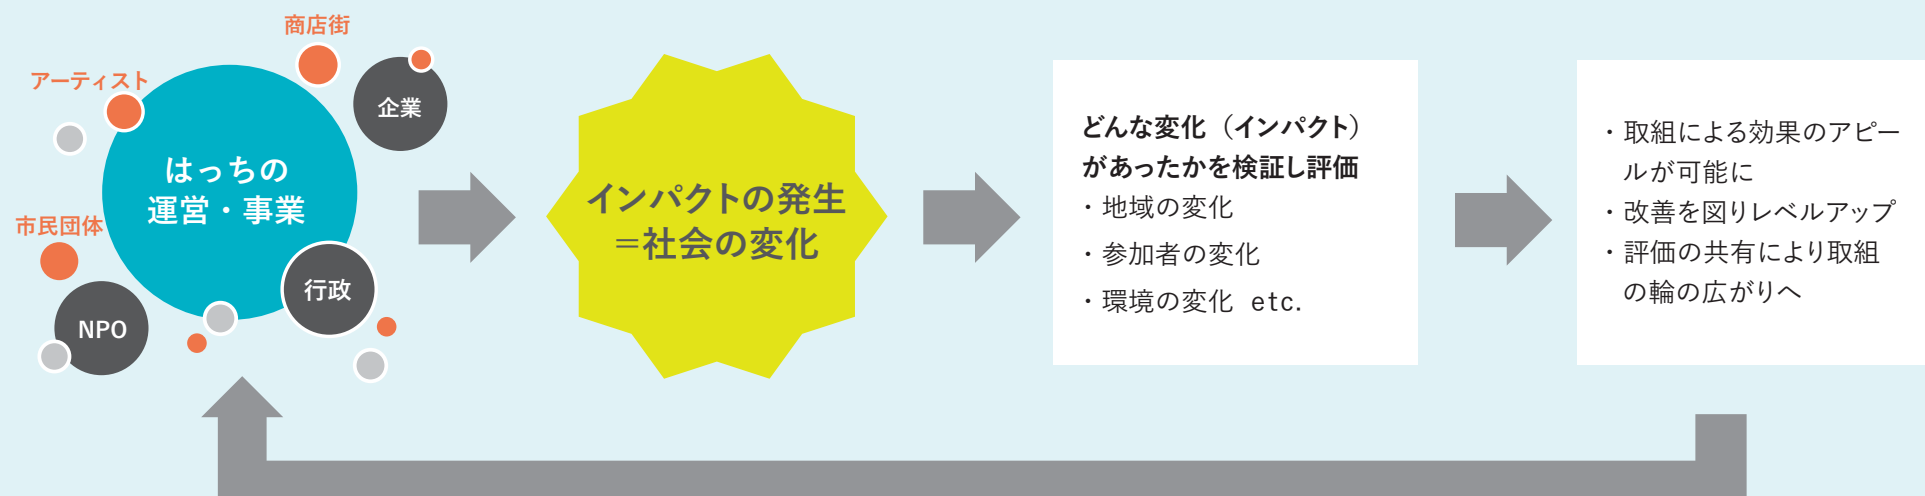 商店街
アーティスト
企業
はっちの
運営・事業
市民団体
行政
NPO
インパクトの発生
=社会の変化
どんな変化（インパクト）
があったかを検証し評価
・地域の変化
・参加者の変化
・環境の変化 etc.
・取組による効果のアピー
ルが可能に
・改善を図りレベルアップ
・評価の共有により取組
の輪の広がりへ